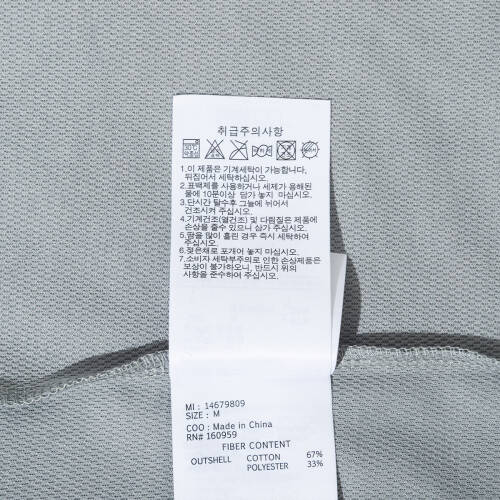 취급주의사항
30℃
1.이 제품은 기계세탁이 가능합니다.
뒤집어서 세탁하십시오.
2.표백제를 사용하거나 세제가 용해된
물에 10분이상 담가 놓지 마십시오.
3.단시간 탈수후 그늘에 뉘어서
건조시켜 주십시오.
4.기계건조(열건조) 및 다림질은 제품에
손상을 줄수 있으니 삼가 주십시오.
5.땀을 많이 흘린 경우 즉시 세탁하여
주십시오.
6.젖은채로 포개어 놓지 마십시오.
7.소비자 세탁부주의로 인한 손상제품은
보상이 불가하오니, 반드시 위의
사항을 준수하여 주십시오.
MI : 14679809
SIZE : M
COO : Made in China
RN# 160959
FIBER CONTENT
OUTSHELL COTTON 67%
POLYESTER 33%